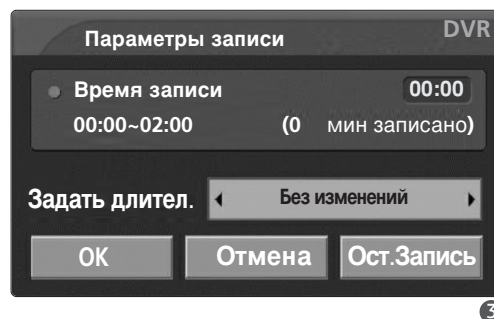 DVR
Параметры записи
Время записи 00:00
00:00~02:00 (0 мин записано)
Задать длител. Без изменений
OK Отмена Ост.Запись
3